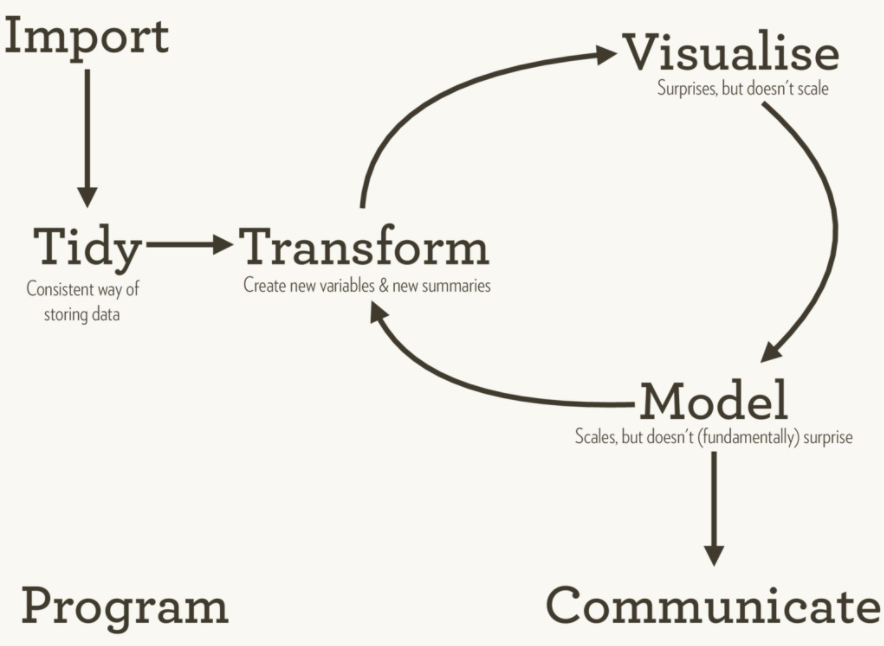 Import
Visualise
Surprises, but doesn't scale
Tidy
Consistent way of
storing data
Transform
Create new variables & new summaries
Model
Scales, but doesn't (fundamentally) surprise
Program
Communicate